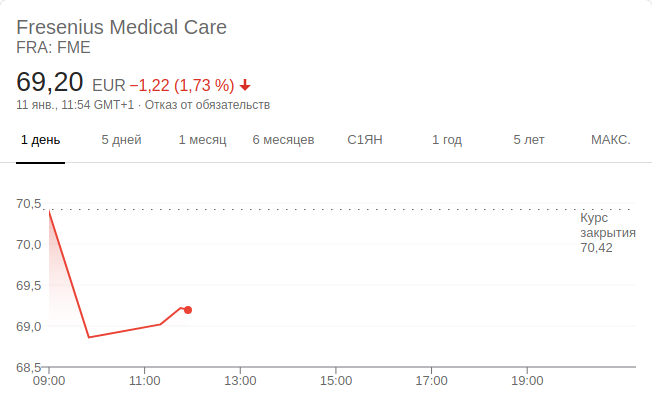 Fresenius Medical Care
FRA: FME
69,20 EUR −1,22 (1,73 %)
11 янв., 11:54 GMT+1 · Отказ от обязательств
1 день 5 дней 1 месяц 6 месяцев С1ЯН 1 год 5 лет МАКС.
70,5
Курс
закрытия
70,42
70,0
69,5
69,0
68,5
09:00 11:00 13:00 15:00 17:00 19:00